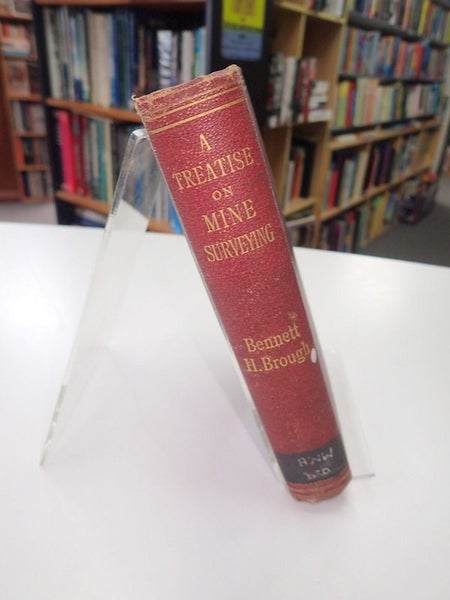 A
TREATISE
ON
MINE
SURVEYING
Bennett
H.Brough